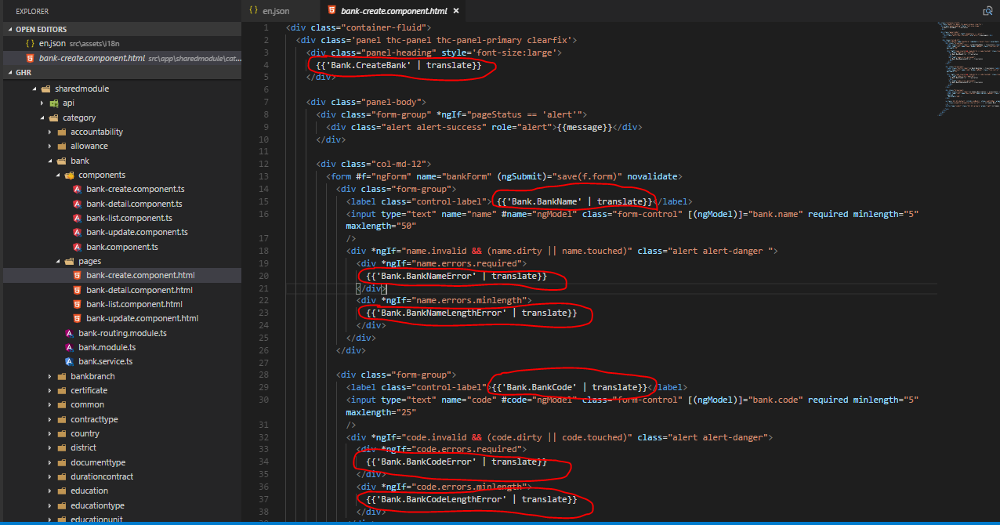 EXPLORER
OPEN EDITORS
{} en.json src\assets\i18n
bank-create.component.html src\app\sharedmodule\cat...
GHR
sharedmodule
api
category
accountability
allowance
bank
components
bank-create.component.ts
bank-detail.component.ts
bank-list.component.ts
bank-update.component.ts
bank.component.ts
pages
bank-create.component.html
bank-detail.component.html
bank-list.component.html
bank-update.component.html
bank-routing.module.ts
bank.module.ts
bank.service.ts
bankbranch
certificate
common
contracttype
country
district
documenttype
durationcontract
education
educationtype
educationunit
{} en.json
bank-create.component.html ×
1 <div class="container-fluid">
2 <div class='panel thc-panel thc-panel-primary clearfix'>
3 <div class="panel-heading" style='font-size:large'>
4 {{'Bank.CreateBank' | translate}}
5 </div>
6
7 <div class="panel-body">
8 <div class="form-group" *ngIf="pageStatus == 'alert'">
9 <div class="alert alert-success" role="alert">{{message}}</div>
10 </div>
11
12 <div class="col-md-12">
13 <form #f="ngForm" name="bankForm" (ngSubmit)="save(f.form)" novalidate>
14 <div class="form-group">
15 <label class="control-label">{{'Bank.BankName' | translate}}</label>
16 <input type="text" name="name" #name="ngModel" class="form-control" [(ngModel)]="bank.name" required minlength="5"
maxlength="50"
17 />
18 <div *ngIf="name.invalid && (name.dirty || name.touched)" class="alert alert-danger ">
19 <div *ngIf="name.errors.required">
20 {{'Bank.BankNameError' | translate}}
21 </div>
22 <div *ngIf="name.errors.minlength">
23 {{'Bank.BankNameLengthError' | translate}}
24 </div>
25 </div>
26 </div>
27
28 <div class="form-group">
29 <label class="control-label">{{'Bank.BankCode' | translate}}</label>
30 <input type="text" name="code" #code="ngModel" class="form-control" [(ngModel)]="bank.code" required minlength="5"
maxlength="25"
31 />
32 <div *ngIf="code.invalid && (code.dirty || code.touched)" class="alert alert-danger">
33 <div *ngIf="code.errors.required">
34 {{'Bank.BankCodeError' | translate}}
35 </div>
36 <div *ngIf="code.errors.minlength">
37 {{'Bank.BankCodeLengthError' | translate}}
38 </div>